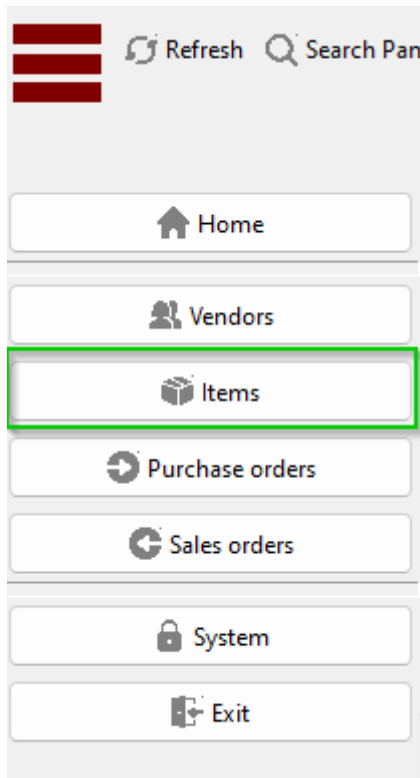 Refresh Search Pan
Home
Vendors
Items
Purchase orders
Sales orders
System
Exit